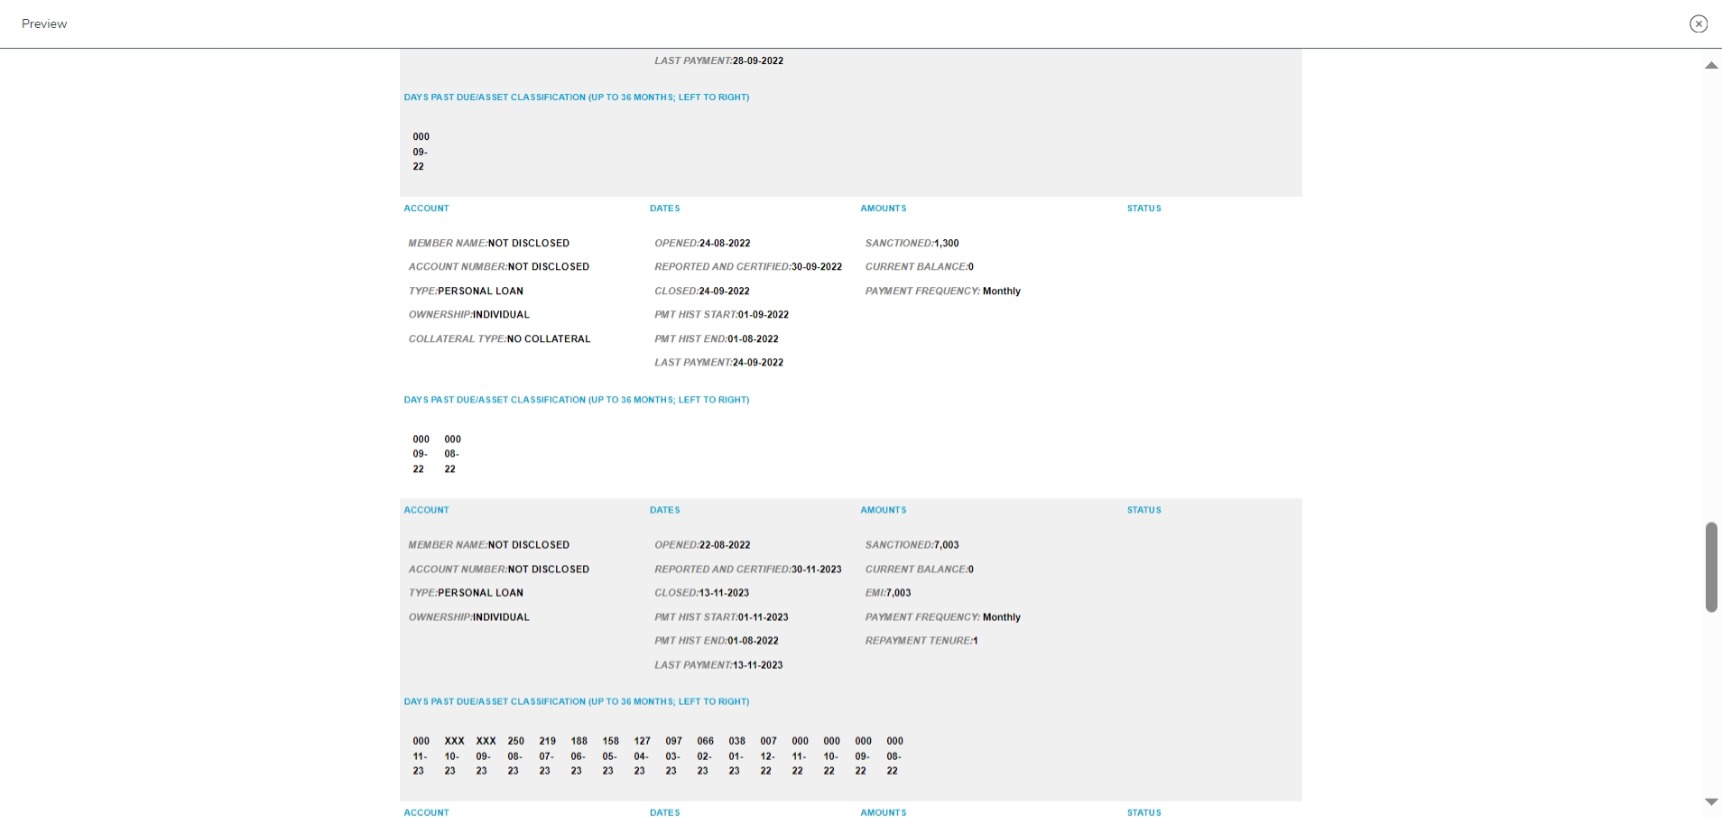 Preview
LAST PAYMENT:28-09-2022
DAYS PAST DUE/ASSET CLASSIFICATION (UP TO 36 MONTHS; LEFT TO RIGHT)
000
09-
22
ACCOUNT DATES AMOUNTS STATUS
MEMBER NAME:NOT DISCLOSED OPENED:24-08-2022 SANCTIONED:1,300
ACCOUNT NUMBER:NOT DISCLOSED REPORTED AND CERTIFIED:30-09-2022 CURRENT BALANCE:0
TYPE:PERSONAL LOAN CLOSED:24-09-2022 PAYMENT FREQUENCY: Monthly
OWNERSHIP:INDIVIDUAL PMT HIST START:01-09-2022
COLLATERAL TYPE:NO COLLATERAL PMT HIST END:01-08-2022
LAST PAYMENT:24-09-2022
DAYS PAST DUE/ASSET CLASSIFICATION (UP TO 36 MONTHS; LEFT TO RIGHT)
000 000
09- 08-
22 22
ACCOUNT DATES AMOUNTS STATUS
MEMBER NAME:NOT DISCLOSED OPENED:22-08-2022 SANCTIONED:7,003
ACCOUNT NUMBER:NOT DISCLOSED REPORTED AND CERTIFIED:30-11-2023 CURRENT BALANCE:0
TYPE:PERSONAL LOAN CLOSED:13-11-2023 EMI:7,003
OWNERSHIP:INDIVIDUAL PMT HIST START:01-11-2023 PAYMENT FREQUENCY: Monthly
PMT HIST END:01-08-2022 REPAYMENT TENURE:1
LAST PAYMENT:13-11-2023
DAYS PAST DUE/ASSET CLASSIFICATION (UP TO 36 MONTHS; LEFT TO RIGHT)
000 XXX XXX 250 219 188 158 127 097 066 038 007 000 000 000 000
11- 10- 09- 08- 07- 06- 05- 04- 03- 02- 01- 12- 11- 10- 09- 08-
23 23 23 23 23 23 23 23 23 23 23 22 22 22 22 22
ACCOUNT DATES AMOUNTS STATUS